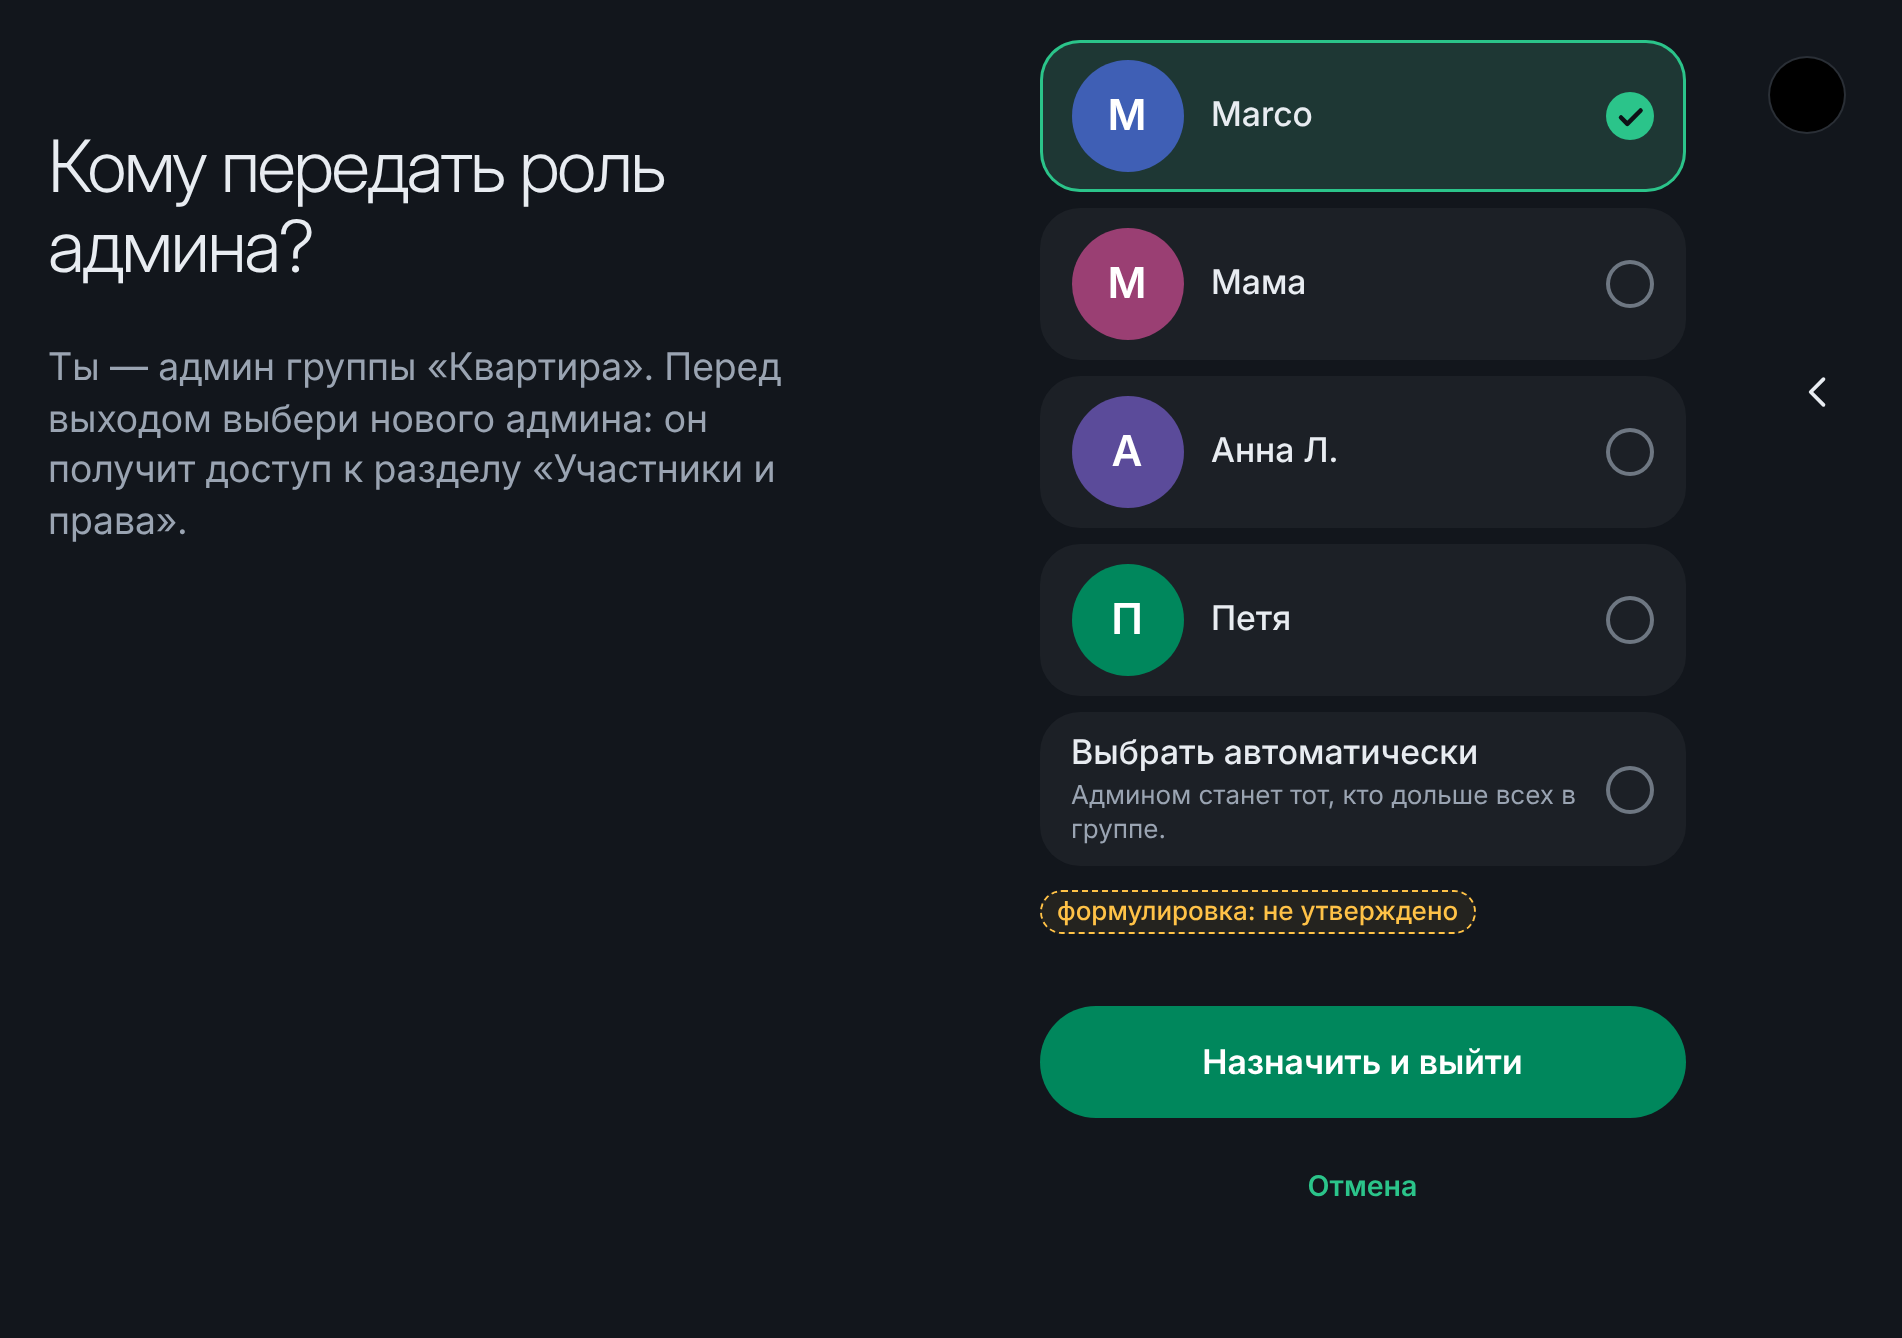 Кому передать роль
админа?
Ты — админ группы «Квартира». Перед
выходом выбери нового админа: он
получит доступ к разделу «Участники и
права».
M
Marco
М
Мама
А
Анна Л.
П
Петя
Выбрать автоматически
Админом станет тот, кто дольше всех в
группе.
формулировка: не утверждено
Назначить и выйти
Отмена